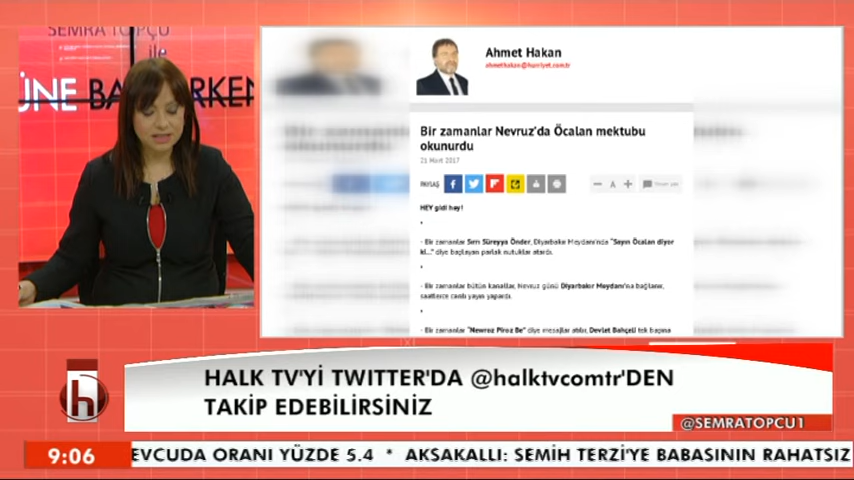 SEMRA TOPÇU
ile
ÜNE BA ARKEN
Ahmet Hakan
ahmethakan@hurriyet.com.tr
Bir zamanlar Nevruz'da Öcalan mektubu
okunurdu
21 Mart 2017
PAYLAŞ
HEY gidi hey!
*
- Bir zamanlar Sırrı Süreyya Önder, Diyarbakır Meydanı'nda "Sayın Öcalan diyor
ki..." diye başlayan parlak nutuklar atardı.
*
- Bir zamanlar bütün kanallar, Nevruz günü Diyarbakır Meydanı'na bağlanır,
saatlerce canlı yayın yapardı.
*
- Bir zamanlar "Newroz Piroz Be" diye mesajlar atılır, Devlet Bahçeli tek başına
h
HALK TV'Yİ TWITTER'DA @halktvcomtr'DEN
TAKİP EDEBİLİRSİNİZ
@SEMRATOPCU1
9:06 EVCUDA ORANI YÜZDE 5.4 * AKSAKALLI: SEMİH TERZİ'YE BABASININ RAHATSIZ